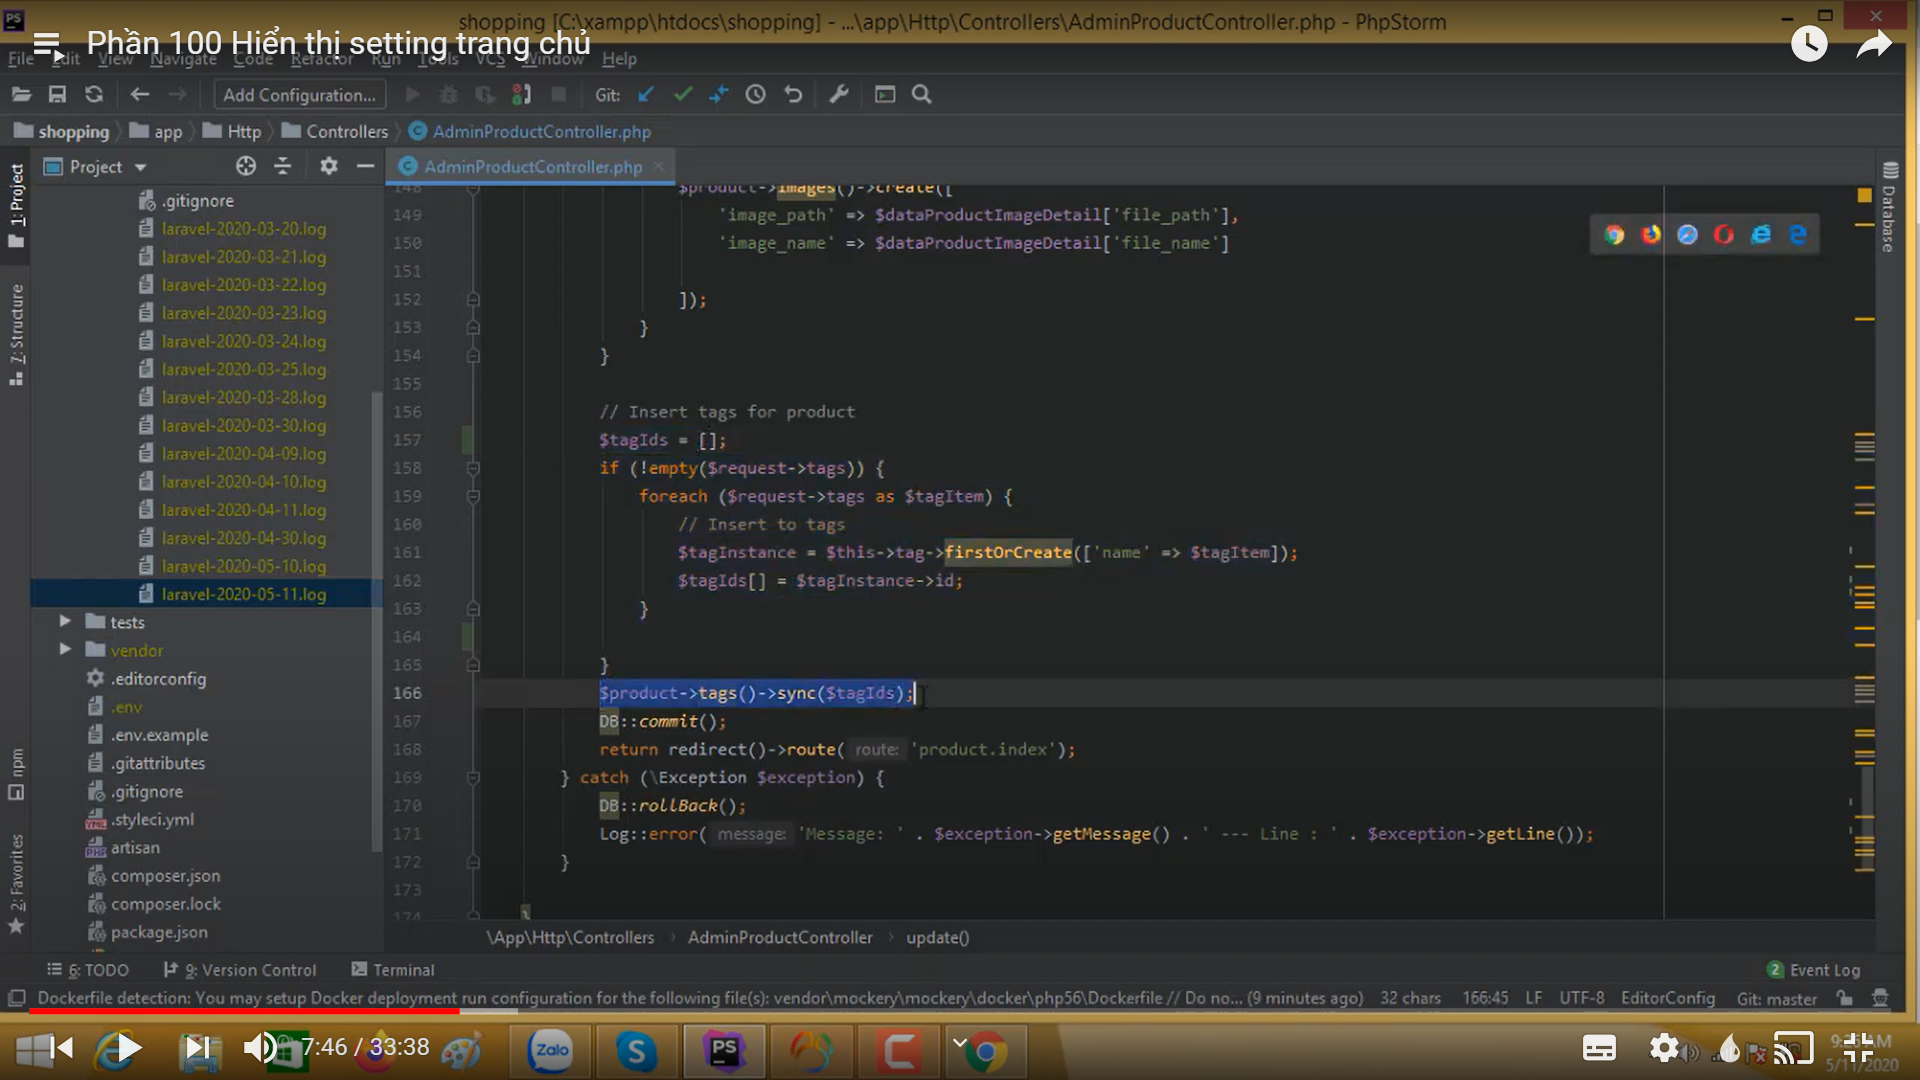 shopping [C:\xampp\htdocs\shopping] - ...\app\Http\Controllers\AdminProductController.php - PhpStorm
Phần 100 Hiển thị setting trang chủ
File Edit View Navigate Code Refactor Run Tools VCS Window Help
Add Configuration... Git:
shopping app Http Controllers AdminProductController.php
Project AdminProductController.php
1: Project
7: Structure
npm
2: Favorites
Database
.gitignore
laravel-2020-03-20.log
laravel-2020-03-21.log
laravel-2020-03-22.log
laravel-2020-03-23.log
laravel-2020-03-24.log
laravel-2020-03-25.log
laravel-2020-03-28.log
laravel-2020-03-30.log
laravel-2020-04-09.log
laravel-2020-04-10.log
laravel-2020-04-11.log
laravel-2020-04-30.log
laravel-2020-05-10.log
laravel-2020-05-11.log
tests
vendor
.editorconfig
.env
.env.example
.gitattributes
.gitignore
.styleci.yml
artisan
composer.json
composer.lock
package.json
148 $product->images()->create([
149 'image_path' => $dataProductImageDetail['file_path'],
150 'image_name' => $dataProductImageDetail['file_name']
151
152 ]);
153 }
154 }
155
156 // Insert tags for product
157 $tagIds = [];
158 if (!empty($request->tags)) {
159 foreach ($request->tags as $tagItem) {
160 // Insert to tags
161 $tagInstance = $this->tag->firstOrCreate(['name' => $tagItem]);
162 $tagIds[] = $tagInstance->id;
163 }
164
165 }
166 $product->tags()->sync($tagIds);
167 DB::commit();
168 return redirect()->route( route: 'product.index');
169 } catch (\Exception $exception) {
170 DB::rollBack();
171 Log::error( message: 'Message: ' . $exception->getMessage() . ' --- Line : ' . $exception->getLine());
172 }
173
174 }
\App\Http\Controllers AdminProductController update()
6: TODO 9: Version Control Terminal 2 Event Log
Dockerfile detection: You may setup Docker deployment run configuration for the following file(s): vendor\mockery\mockery\docker\php56\Dockerfile // Do no... (9 minutes ago) 32 chars 166:45 LF UTF-8 EditorConfig Git: master
7:46 / 33:38
Zalo
PS
5/11/2020